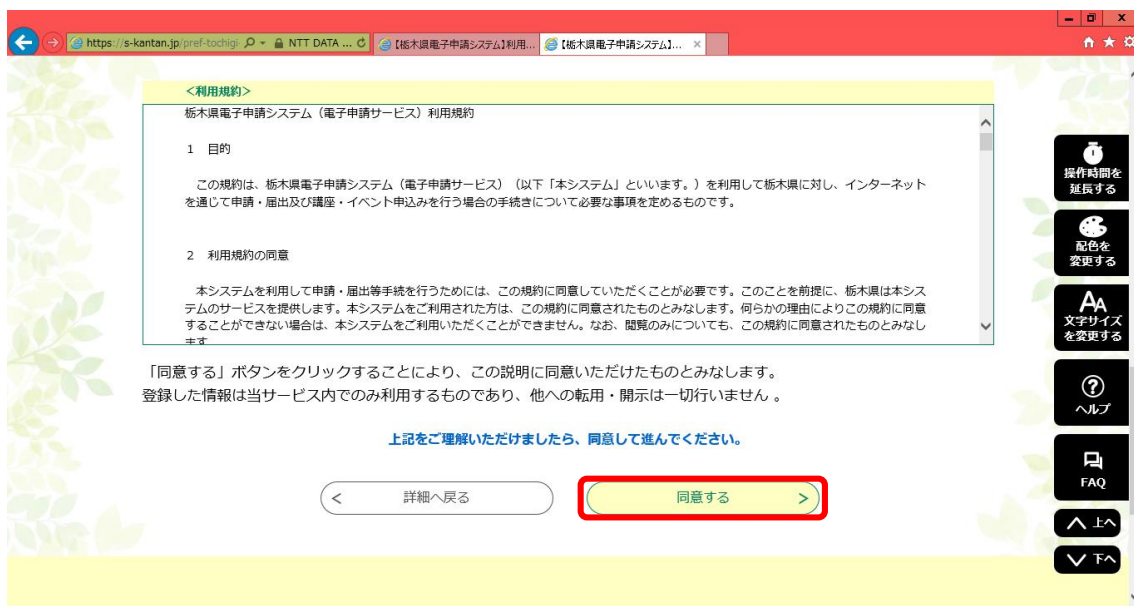 https://s-kantan.jp/pref-tochigi-
NTT DATA ...
【栃木県電子申請システム】利用...
【栃木県電子申請システム】...
＜利用規約＞
栃木県電子申請システム（電子申請サービス）利用規約
1　目的
この規約は、栃木県電子申請システム（電子申請サービス）（以下「本システム」といいます。）を利用して栃木県に対し、インターネット
を通じて申請・届出及び講座・イベント申込みを行う場合の手続きについて必要な事項を定めるものです。
2　利用規約の同意
本システムを利用して申請・届出等手続を行うためには、この規約に同意していただくことが必要です。このことを前提に、栃木県は本シス
テムのサービスを提供します。本システムをご利用された方は、この規約に同意されたものとみなします。何らかの理由によりこの規約に同意
することができない場合は、本システムをご利用いただくことができません。なお、閲覧のみについても、この規約に同意されたものとみなし
ます
「同意する」ボタンをクリックすることにより、この説明に同意いただけたものとみなします。
登録した情報は当サービス内でのみ利用するものであり、他への転用・開示は一切行いません 。
上記をご理解いただけましたら、同意して進んでください。
< 詳細へ戻る
同意する >
操作時間を
延長する
配色を
変更する
AA
文字サイズ
を変更する
?
ヘルプ
FAQ
上へ
下へ